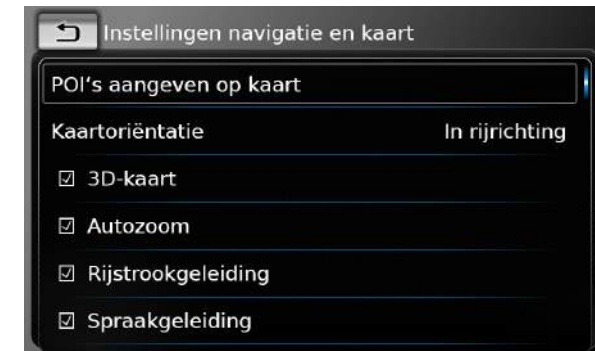 Instellingen navigatie en kaart
POI‘s aangeven op kaart
Kaartoriëntatie In rijrichting
3D-kaart
Autozoom
Rijstrookgeleiding
Spraakgeleiding